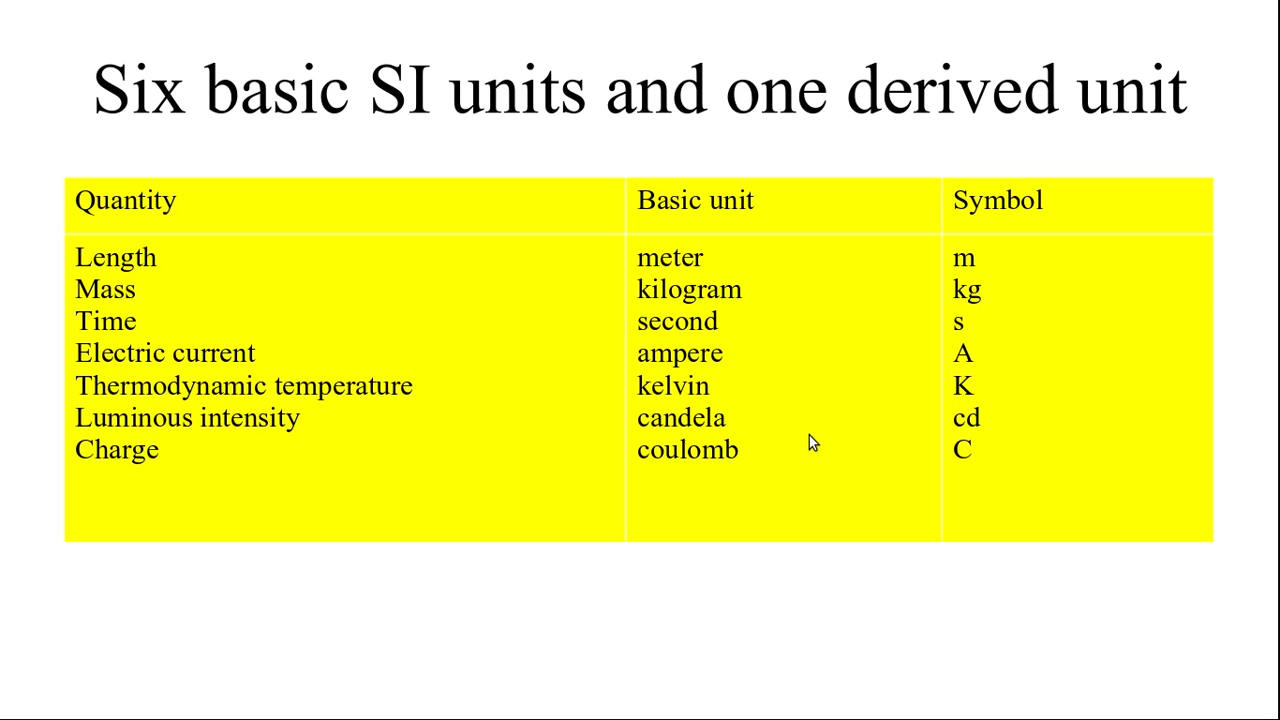 Six basic SI units and one derived unit
Quantity Basic unit Symbol
Length meter m
Mass kilogram kg
Time second s
Electric current ampere A
Thermodynamic temperature kelvin K
Luminous intensity candela cd
Charge coulomb C